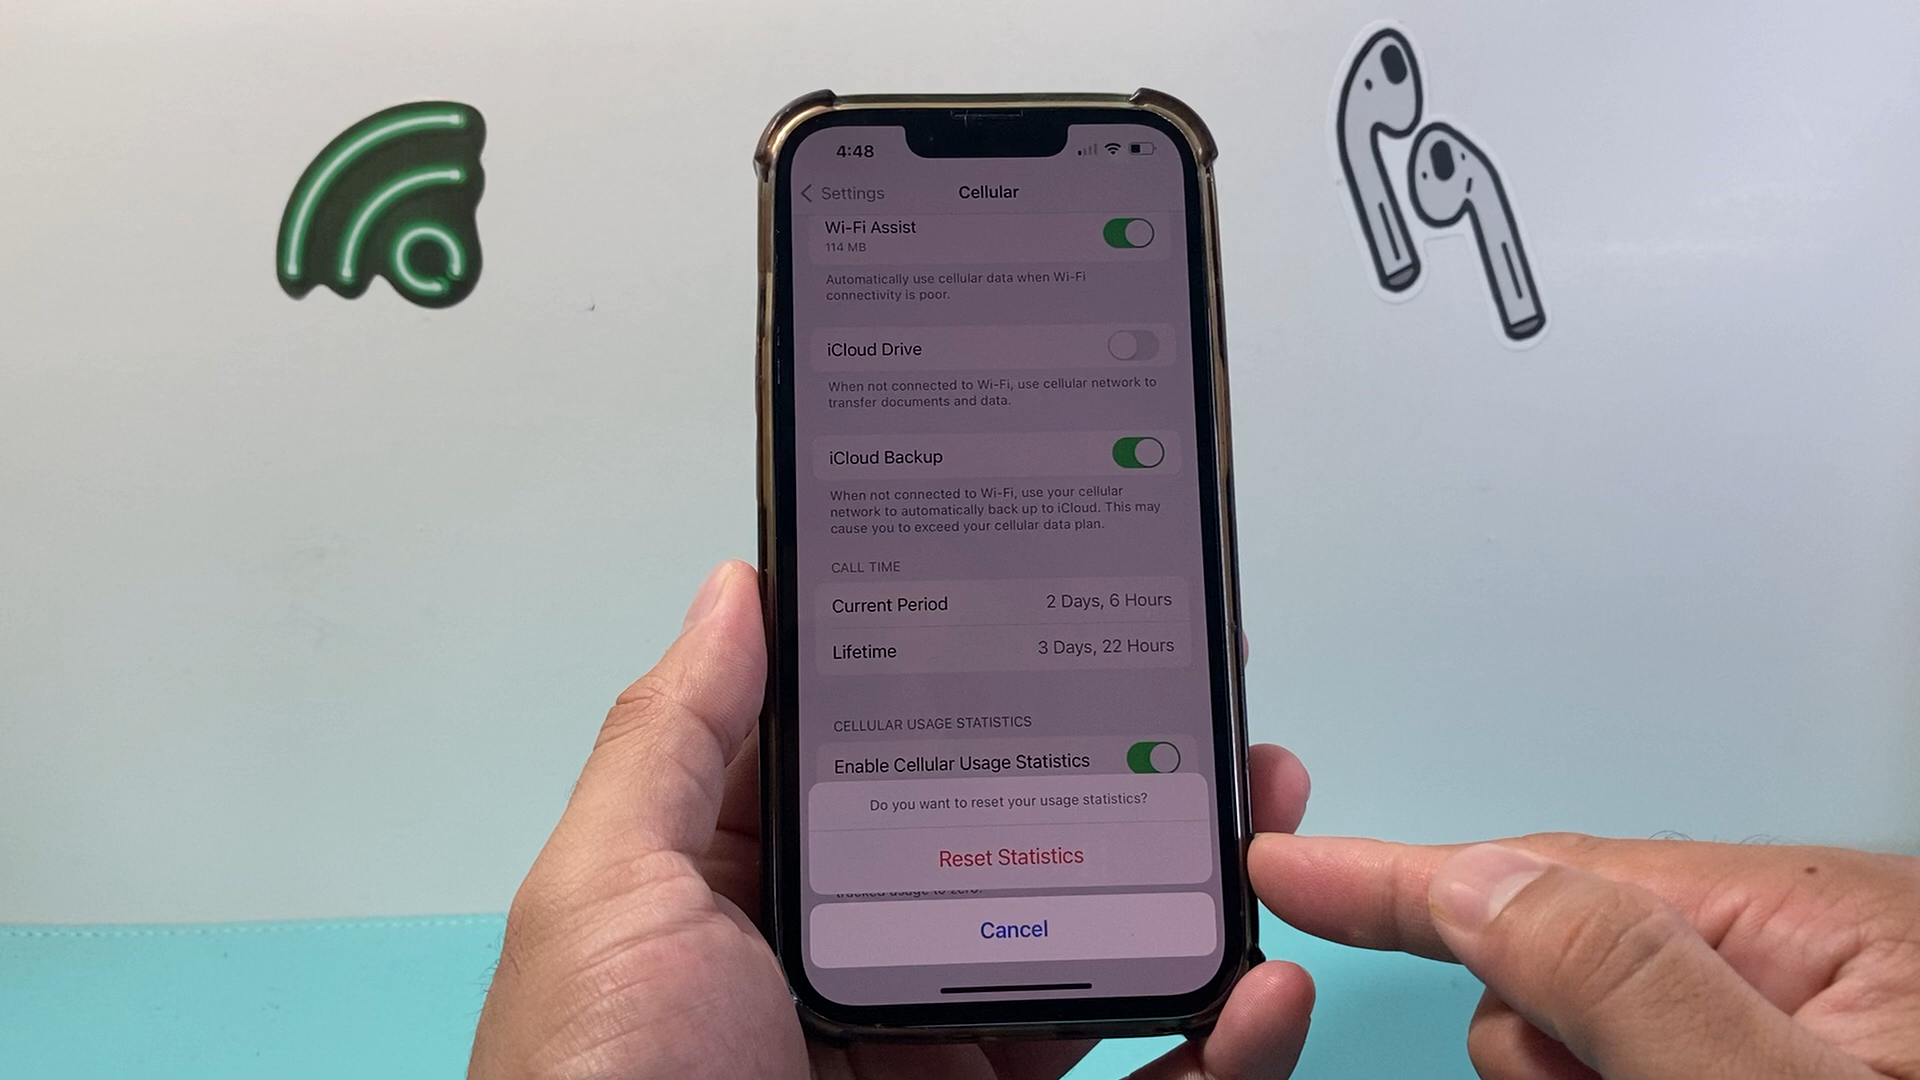 4:48
Settings
Cellular
Wi-Fi Assist
114 MB
Automatically use cellular data when Wi-Fi
connectivity is poor.
iCloud Drive
When not connected to Wi-Fi, use cellular network to
transfer documents and data.
iCloud Backup
When not connected to Wi-Fi, use your cellular
network to automatically back up to iCloud. This may
cause you to exceed your cellular data plan.
CALL TIME
Current Period 2 Days, 6 Hours
Lifetime 3 Days, 22 Hours
CELLULAR USAGE STATISTICS
Enable Cellular Usage Statistics
Do you want to reset your usage statistics?
Reset Statistics
tracked usage to zero.
Cancel